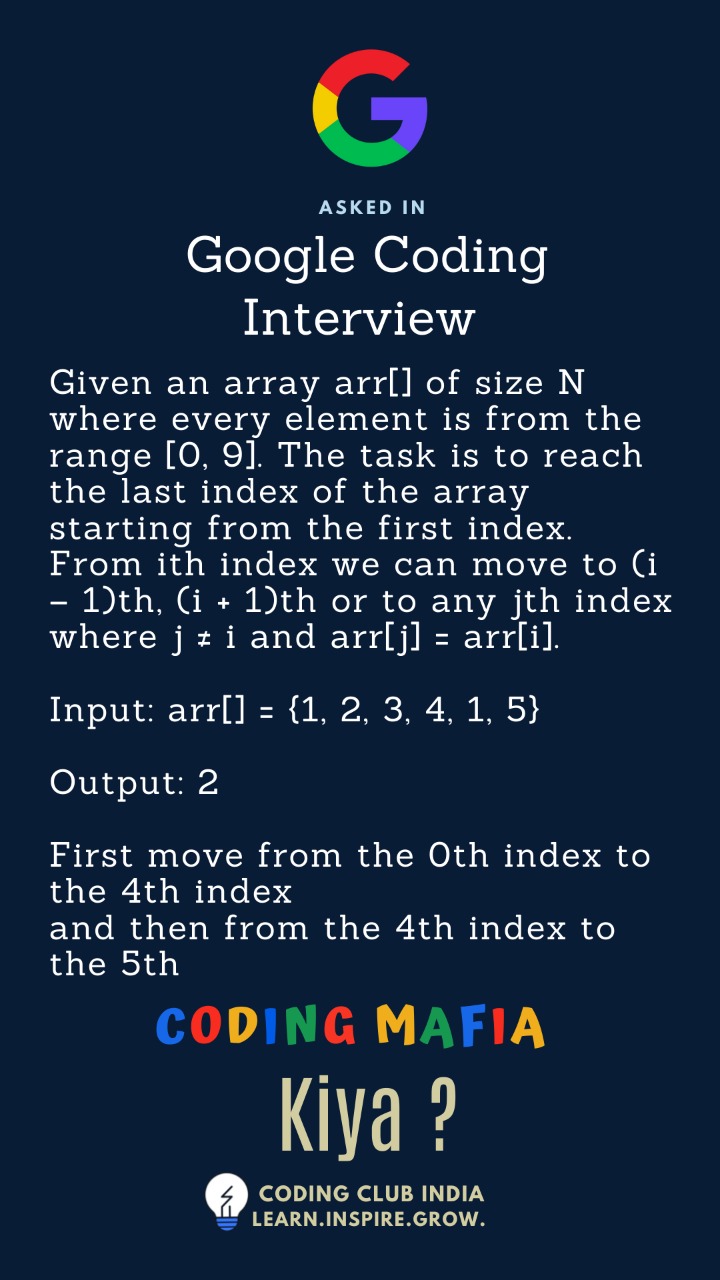 ASKED IN
Google Coding
Interview
Given an array arr[] of size N
where every element is from the
range [0, 9]. The task is to reach
the last index of the array
starting from the first index.
From ith index we can move to (i
– 1)th, (i + 1)th or to any jth index
where j ≠ i and arr[j] = arr[i].
Input: arr[] = {1, 2, 3, 4, 1, 5}
Output: 2
First move from the 0th index to
the 4th index
and then from the 4th index to
the 5th
CODING MAFIA
Kiya ?
CODING CLUB INDIA
LEARN.INSPIRE.GROW.